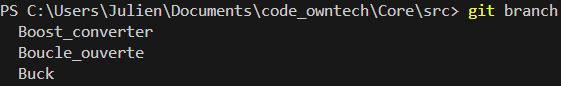 PS C:\Users\Julien\Documents\code_owntech\Core\src> git branch
Boost_converter
Boucle_ouverte
Buck